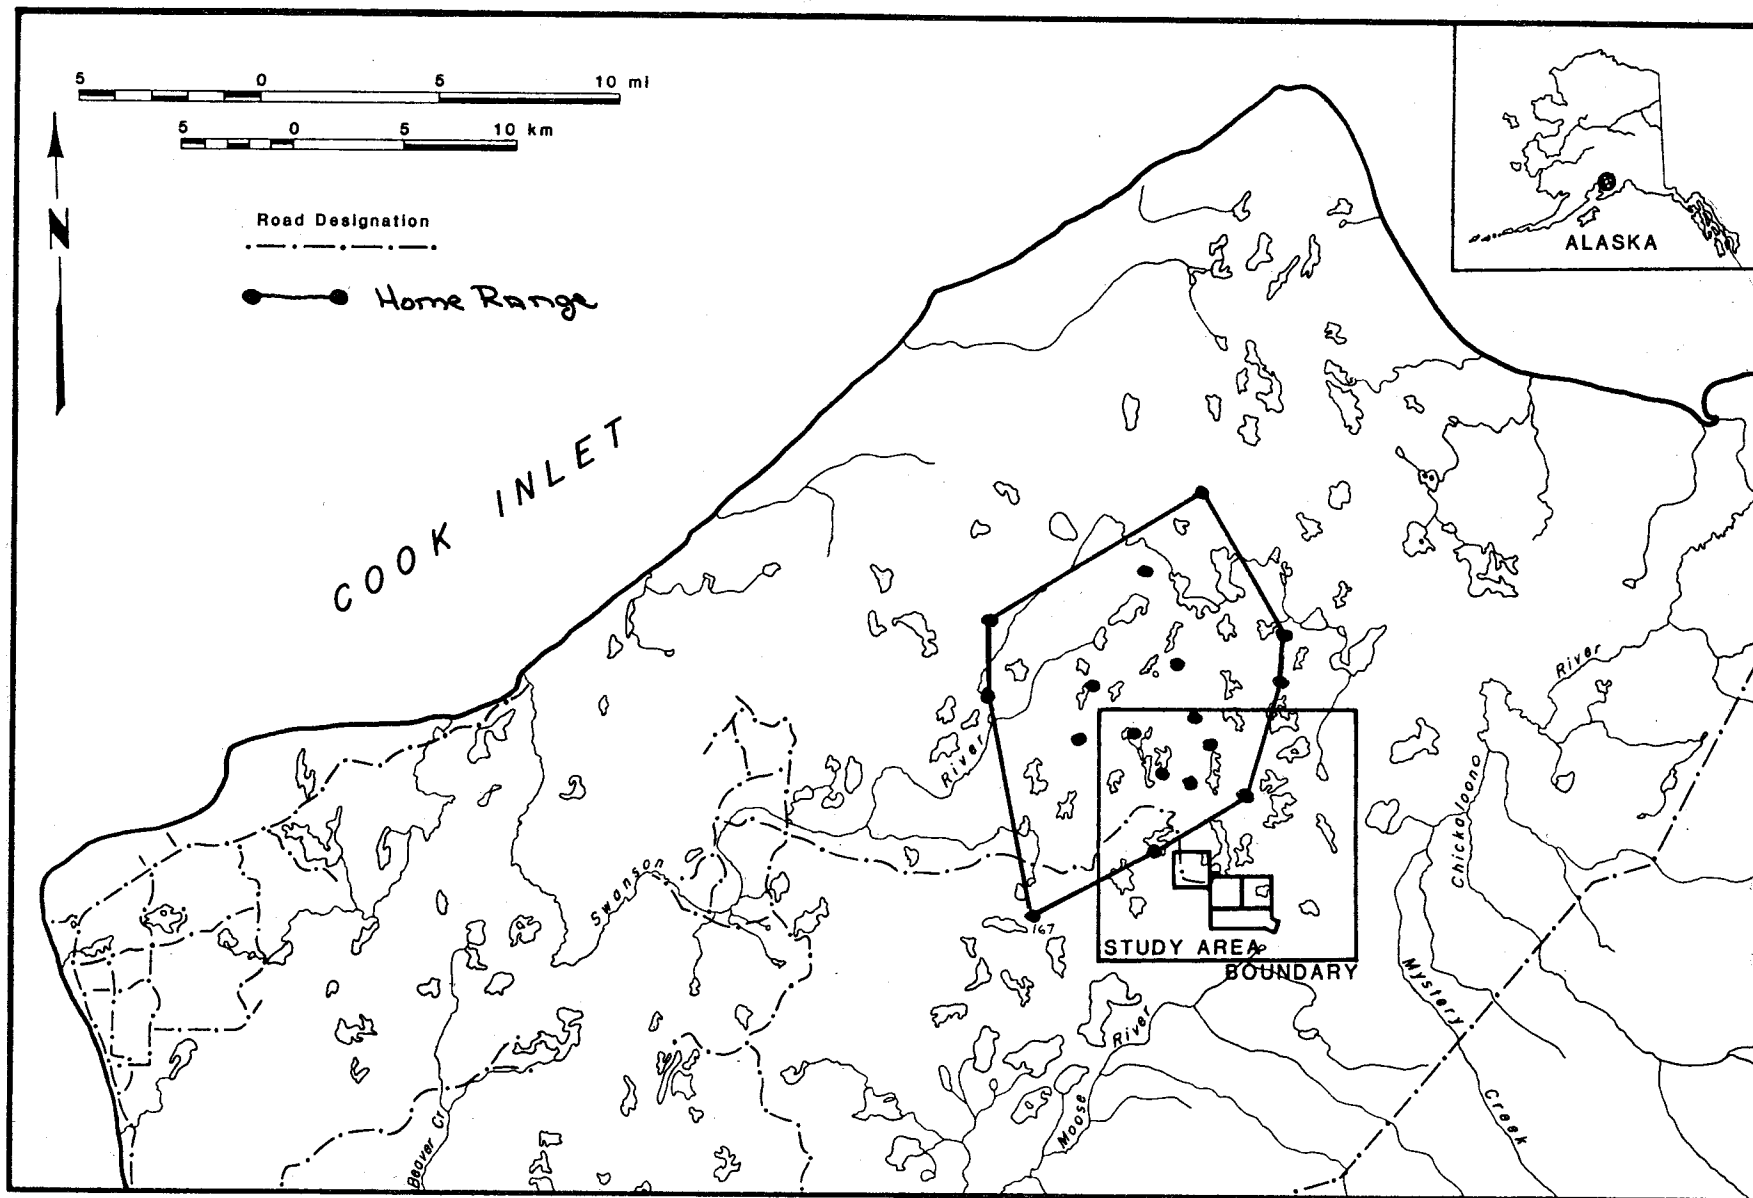 5 0 5 10 mi
5 0 5 10 km
N
Road Designation
Home Range
ALASKA
COOK INLET
River
River
Swanson
Chickaloono
167
STUDY AREA
BOUNDARY
Mystery
River
Moose
Creek
Beaver Cr